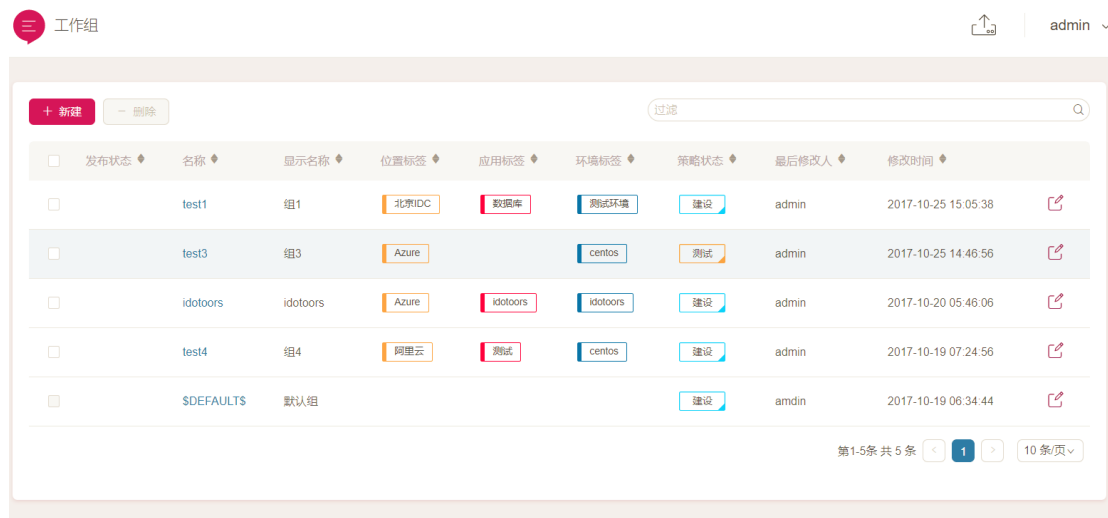 工作组 admin
+ 新建 － 删除 过滤
发布状态 名称 显示名称 位置标签 应用标签 环境标签 策略状态 最后修改人 修改时间
test1 组1 北京IDC 数据库 测试环境 建设 admin 2017-10-25 15:05:38
test3 组3 Azure centos 测试 admin 2017-10-25 14:46:56
idotoors idotoors Azure idotoors idotoors 建设 admin 2017-10-20 05:46:06
test4 组4 阿里云 测试 centos 建设 admin 2017-10-19 07:24:56
$DEFAULT$ 默认组 建设 amdin 2017-10-19 06:34:44
第1-5条 共 5 条 < 1 > 10 条/页